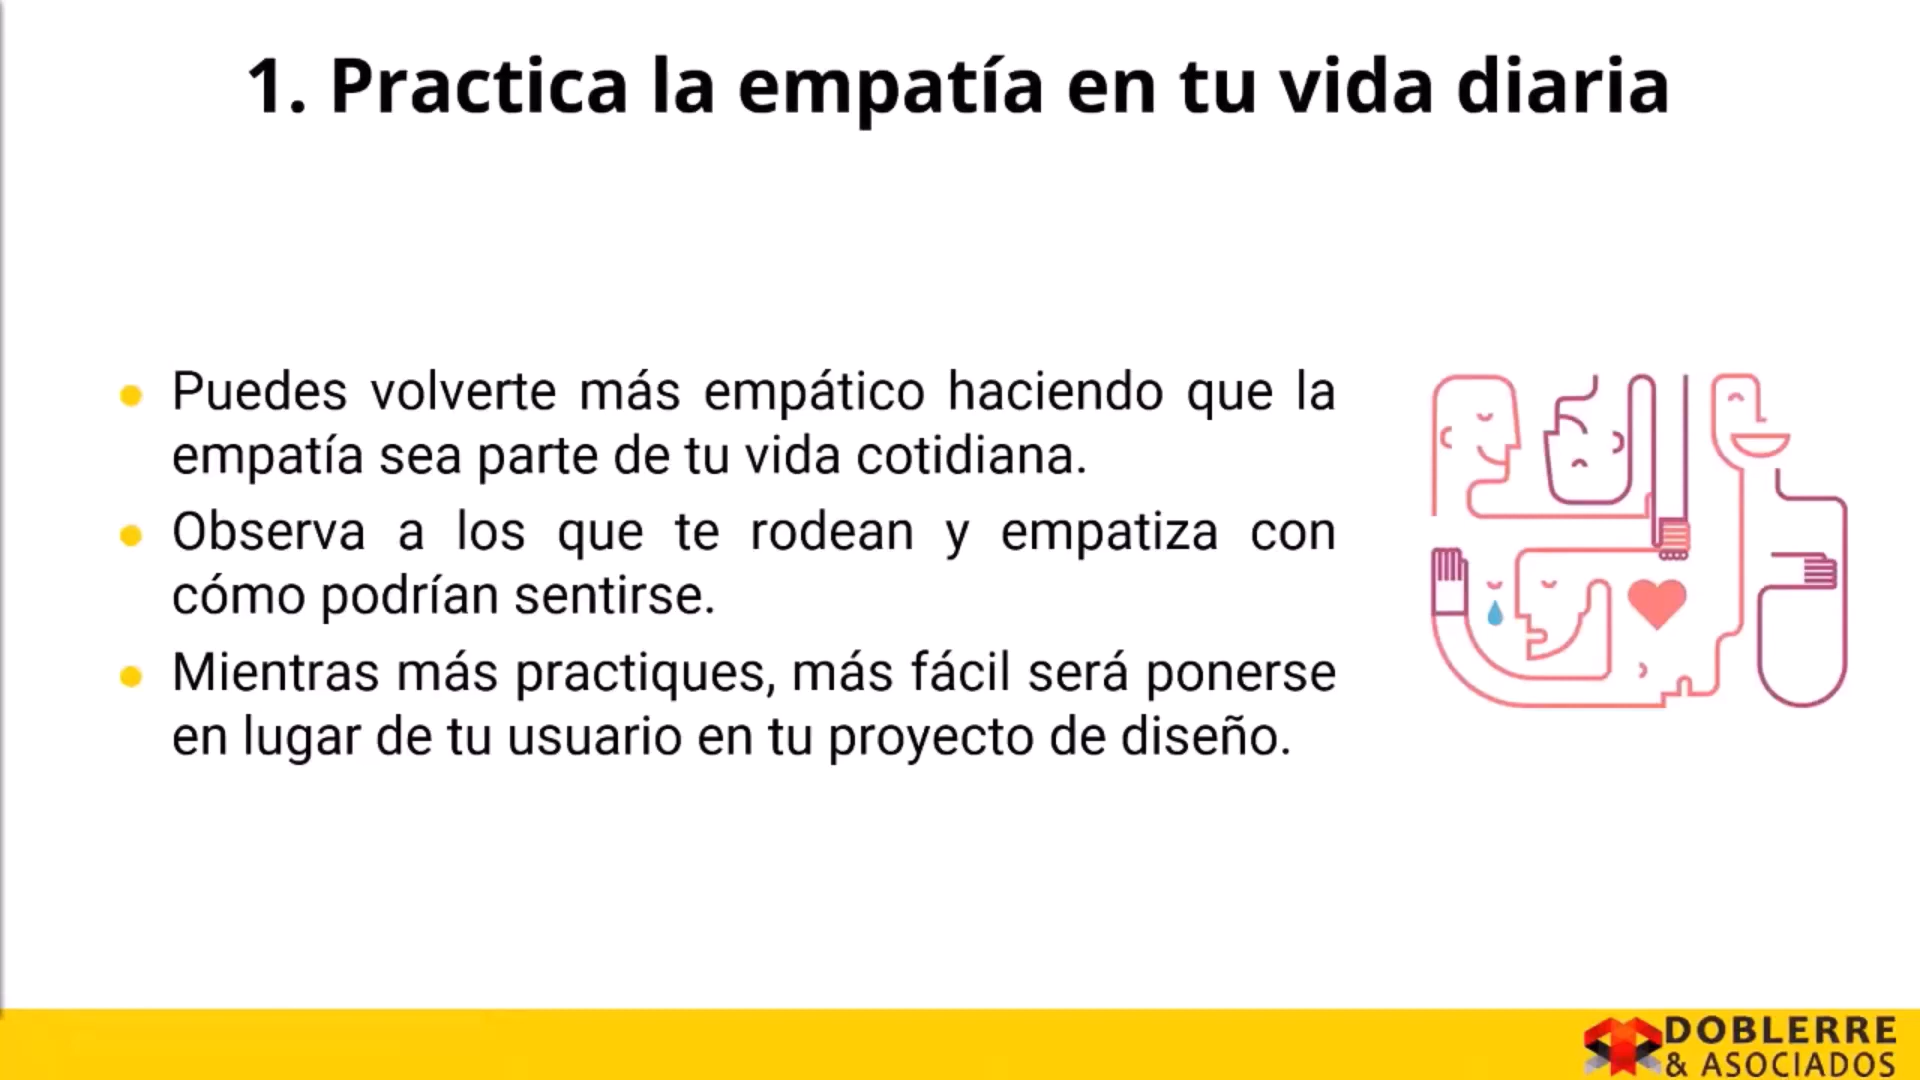 1. Practica la empatía en tu vida diaria
Puedes volverte más empático haciendo que la
empatía sea parte de tu vida cotidiana.
Observa a los que te rodean y empatiza con
cómo podrían sentirse.
Mientras más practiques, más fácil será ponerse
en lugar de tu usuario en tu proyecto de diseño.
DOBLERRE
& ASOCIADOS